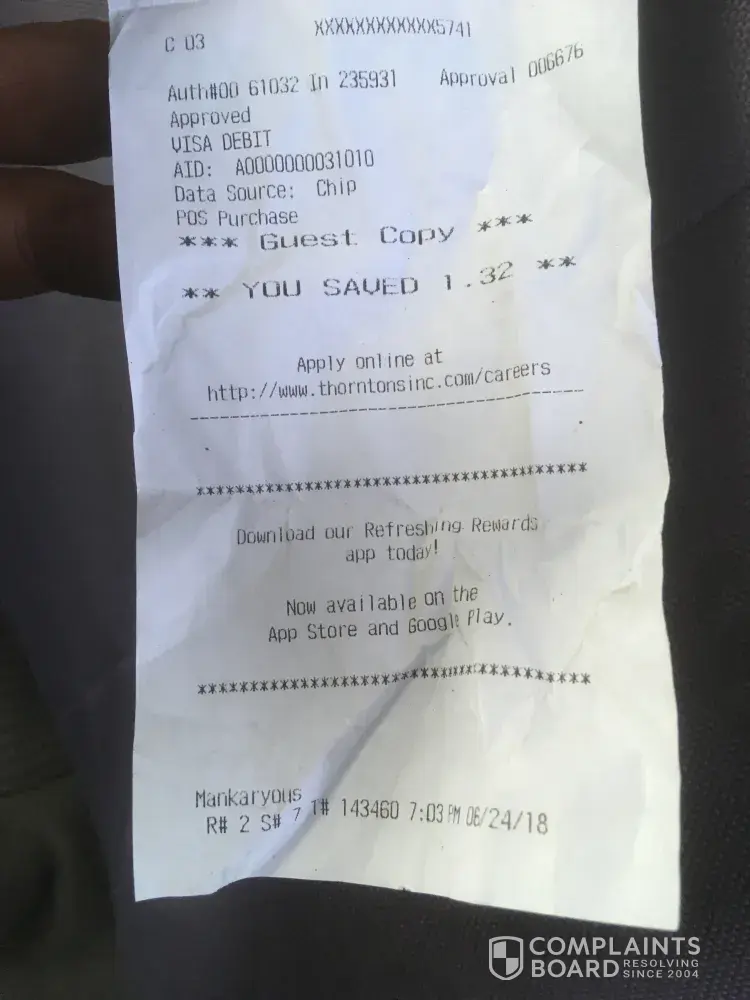 XXXXXXXXXXXX5741
C 03
Auth#00 61032 In 235931 Approval 006676
Approved
VISA DEBIT
AID: A0000000031010
Data Source: Chip
POS Purchase
*** Guest Copy ***
** YOU SAVED 1.32 **
Apply online at
http://www.thorntonsinc.com/careers
----------------------------------------
****************************************
Download our Refreshing Rewards
app today!
Now available on the
App Store and Google Play.
****************************************
Mankaryous
R# 2 S# 7 T# 143460 7:03 PM 06/24/18
COMPLAINTS
BOARD RESOLVING
SINCE 2004